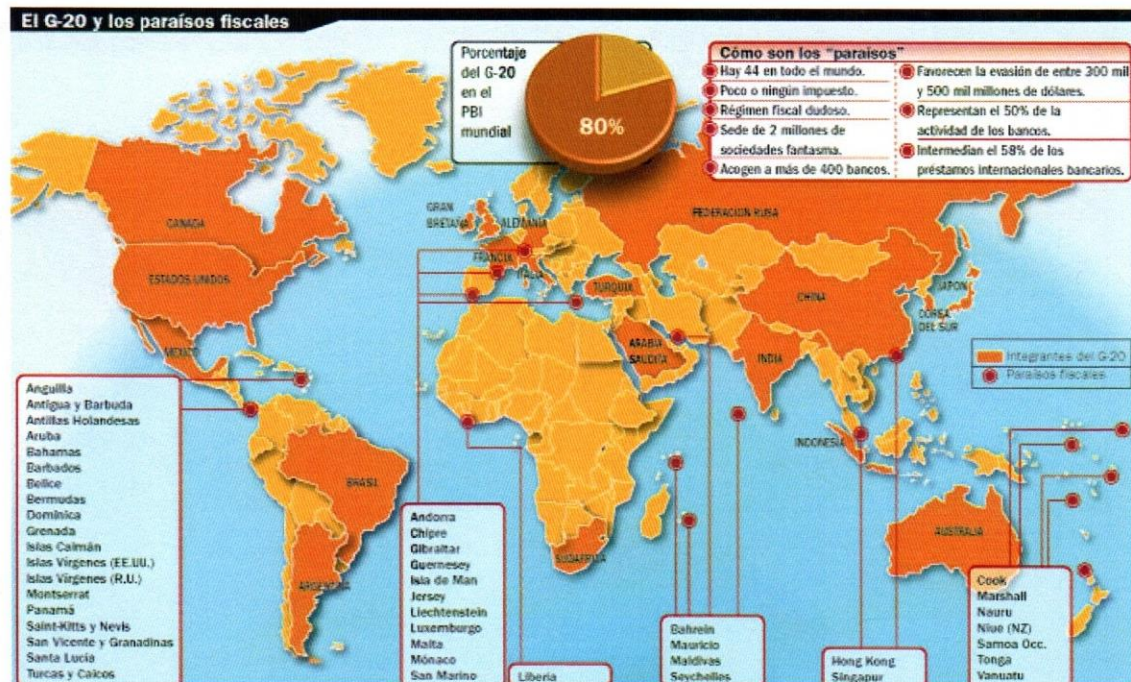 El G-20 y los paraísos fiscales
Porcentaje
del G-20
en el
PBI
mundial
80%
Cómo son los "paraísos"
Hay 44 en todo el mundo.
Poco o ningún impuesto.
Régimen fiscal dudoso.
Sede de 2 millones de
sociedades fantasma.
Acogen a más de 400 bancos.
Favorecen la evasión de entre 300 mil
y 500 mil millones de dólares.
Representan el 50% de la
actividad de los bancos.
Intermedian el 58% de los
préstamos internacionales bancarios.
CANADA
ESTADOS UNIDOS
MEXICO
BRASIL
ARGENTINA
GRAN
BRETAÑA
ALEMANIA
FRANCIA
ITALIA
TURQUIA
FEDERACION RUSA
ARABIA
SAUDITA
INDIA
CHINA
JAPON
COREA
DEL SUR
INDONESIA
SUDAFRICA
AUSTRALIA
Integrantes del G-20
Paraísos fiscales
Anguilla
Antigua y Barbuda
Antillas Holandesas
Aruba
Bahamas
Barbados
Belice
Bermudas
Dominica
Grenada
Islas Caimán
Islas Vírgenes (EE.UU.)
Islas Vírgenes (R.U.)
Montserrat
Panamá
Saint-Kitts y Nevis
San Vicente y Granadinas
Santa Lucía
Turcas y Caicos
Andorra
Chipre
Gibraltar
Guernesey
Isla de Man
Jersey
Liechtenstein
Luxemburgo
Malta
Mónaco
San Marino
Liberia
Bahrein
Mauricio
Maldivas
Seychelles
Hong Kong
Singapur
Cook
Marshall
Nauru
Niue (NZ)
Samoa Occ.
Tonga
Vanuatu